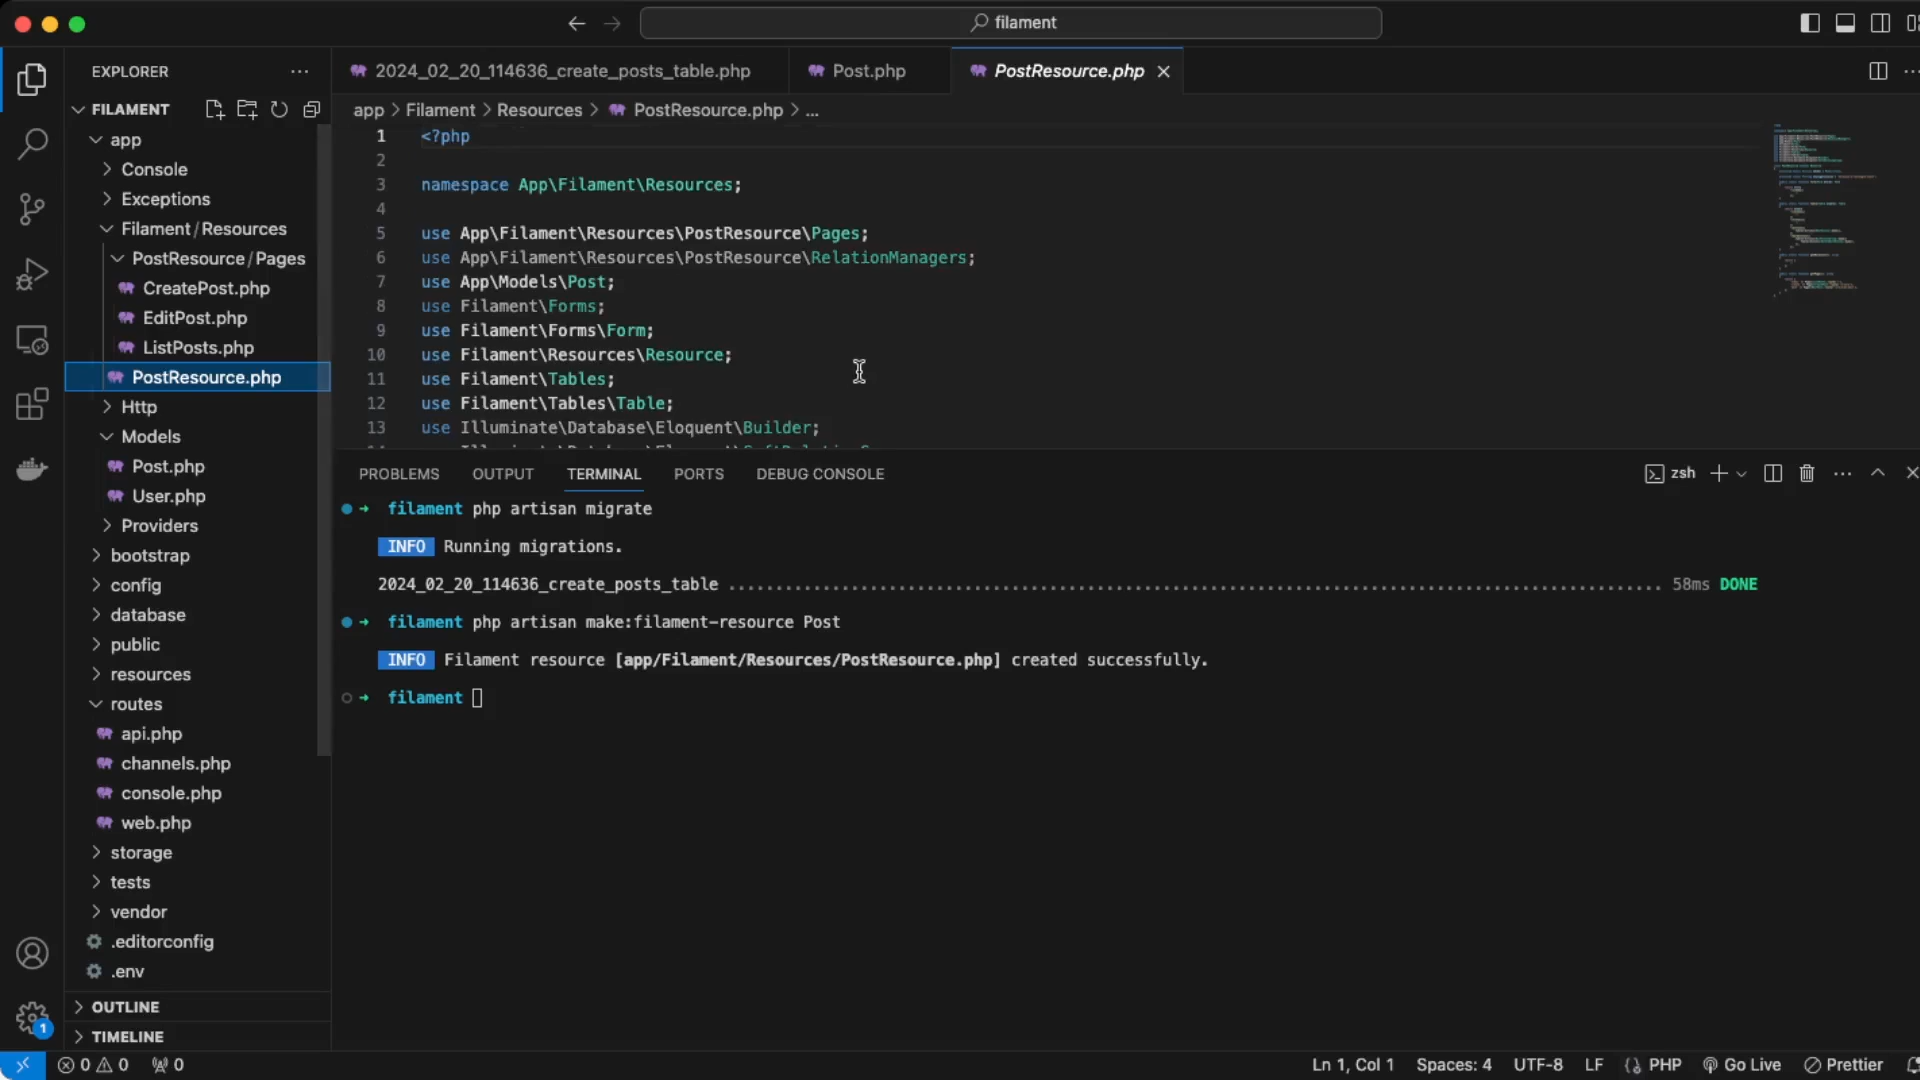 filament
EXPLORER
FILAMENT
app
Console
Exceptions
Filament/Resources
PostResource/Pages
CreatePost.php
EditPost.php
ListPosts.php
PostResource.php
Http
Models
Post.php
User.php
Providers
bootstrap
config
database
public
resources
routes
api.php
channels.php
console.php
web.php
storage
tests
vendor
.editorconfig
.env
OUTLINE
TIMELINE
2024_02_20_114636_create_posts_table.php
Post.php
PostResource.php
app > Filament > Resources > PostResource.php > ...
1 <?php
2
3 namespace App\Filament\Resources;
4
5 use App\Filament\Resources\PostResource\Pages;
6 use App\Filament\Resources\PostResource\RelationManagers;
7 use App\Models\Post;
8 use Filament\Forms;
9 use Filament\Forms\Form;
10 use Filament\Resources\Resource;
11 use Filament\Tables;
12 use Filament\Tables\Table;
13 use Illuminate\Database\Eloquent\Builder;
PROBLEMS OUTPUT TERMINAL PORTS DEBUG CONSOLE
zsh
→ filament php artisan migrate
INFO Running migrations.
2024_02_20_114636_create_posts_table ................................................................................................... 58ms DONE
→ filament php artisan make:filament-resource Post
INFO Filament resource [app/Filament/Resources/PostResource.php] created successfully.
→ filament
1
0 0 0
Ln 1, Col 1 Spaces: 4 UTF-8 LF PHP Go Live Prettier